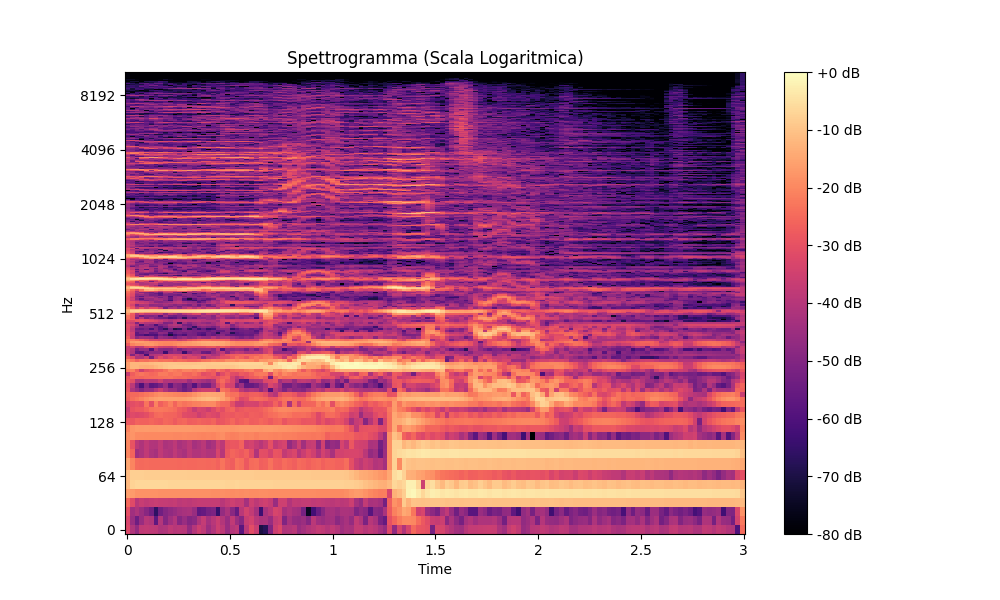 Spettrogramma (Scala Logaritmica)
Hz
8192
4096
2048
1024
512
256
128
64
0
0
0.5
1
1.5
2
2.5
3
Time
+0 dB
-10 dB
-20 dB
-30 dB
-40 dB
-50 dB
-60 dB
-70 dB
-80 dB